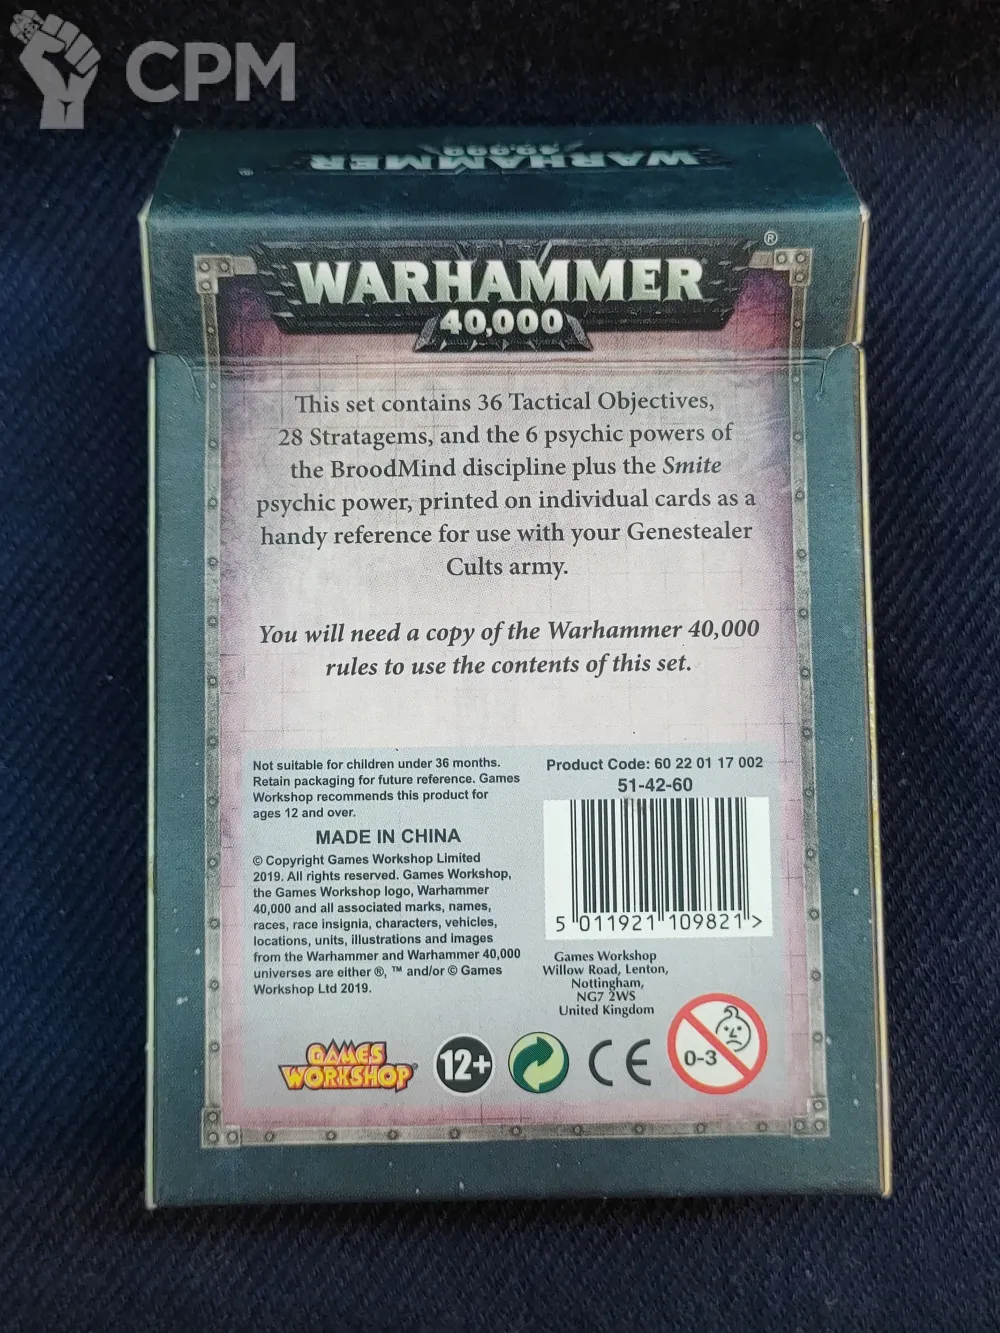 CPM
WARHAMMER
40,000
®
WARHAMMER
40,000
®
This set contains 36 Tactical Objectives,
28 Stratagems, and the 6 psychic powers of
the BroodMind discipline plus the Smite
psychic power, printed on individual cards as a
handy reference for use with your Genestealer
Cults army.
You will need a copy of the Warhammer 40,000
rules to use the contents of this set.
Not suitable for children under 36 months.
Retain packaging for future reference. Games
Workshop recommends this product for
ages 12 and over.
MADE IN CHINA
© Copyright Games Workshop Limited
2019. All rights reserved. Games Workshop,
the Games Workshop logo, Warhammer
40,000 and all associated marks, names,
races, race insignia, characters, vehicles,
locations, units, illustrations and images
from the Warhammer and Warhammer 40,000
universes are either ®, ™ and/or © Games
Workshop Ltd 2019.
Product Code: 60 22 01 17 002
51-42-60
5 011921 109821 >
Games Workshop
Willow Road, Lenton,
Nottingham,
NG7 2WS
United Kingdom
GAMES
WORKSHOP
12+
CE
0-3